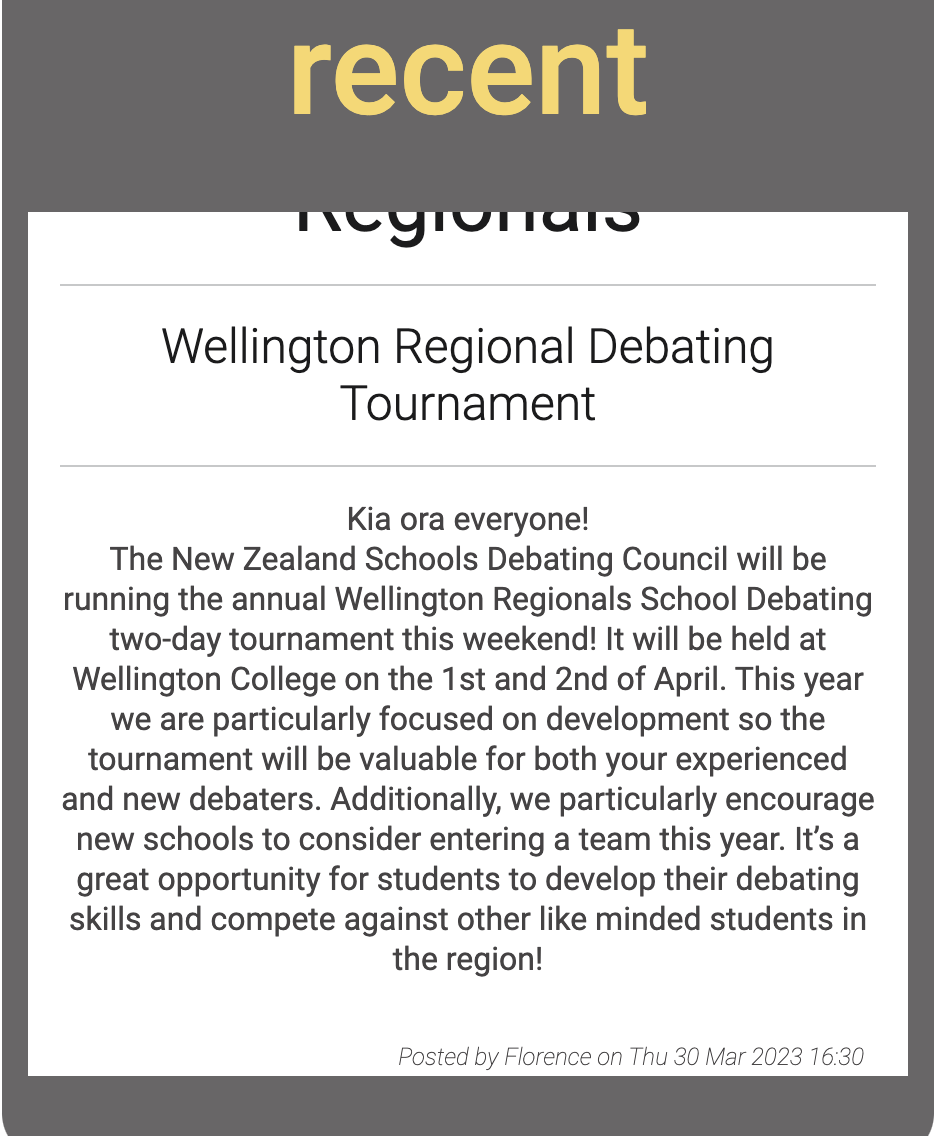 recent
Regionals
Wellington Regional Debating
Tournament
Kia ora everyone!
The New Zealand Schools Debating Council will be
running the annual Wellington Regionals School Debating
two-day tournament this weekend! It will be held at
Wellington College on the 1st and 2nd of April. This year
we are particularly focused on development so the
tournament will be valuable for both your experienced
and new debaters. Additionally, we particularly encourage
new schools to consider entering a team this year. It’s a
great opportunity for students to develop their debating
skills and compete against other like minded students in
the region!
Posted by Florence on Thu 30 Mar 2023 16:30